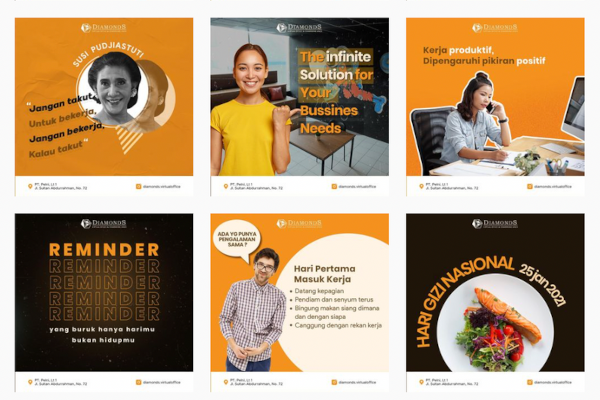 DIAMONDS
SUSI PUDJIASTUTI
"Jangan takut,
Untuk bekerja,
Jangan bekerja,
Kalau takut"
PT. Pelni, Lt 1
Jl. Sultan Abdurrahman, No. 72
diamonds.virtualoffice
DIAMONDS
The infinite
Solution for
Your
Bussines
Needs
PT. Pelni, Lt 1
Jl. Sultan Abdurrahman, No. 72
diamonds.virtualoffice
DIAMONDS
Kerja produktif,
Dipengaruhi pikiran positif
PT. Pelni, Lt 1
Jl. Sultan Abdurrahman, No. 72
diamonds.virtualoffice
DIAMONDS
REMINDER
REMINDER
REMINDER
REMINDER
REMINDER
yang buruk hanya harimu
bukan hidupmu
PT. Pelni, Lt 1
Jl. Sultan Abdurrahman, No. 72
diamonds.virtualoffice
DIAMONDS
ADA YG PUNYA
PENGALAMAN
SAMA ?
Hari Pertama
Masuk Kerja
• Datang kepagian
• Pendiam dan senyum terus
• Bingung makan siang dimana
dan dengan siapa
• Canggung dengan rekan kerja
PT. Pelni, Lt 1
Jl. Sultan Abdurrahman, No. 72
diamonds.virtualoffice
DIAMONDS
HARI GIZI NASIONAL 25 jan 2021
PT. Pelni, Lt 1
Jl. Sultan Abdurrahman, No. 72
diamonds.virtualoffice